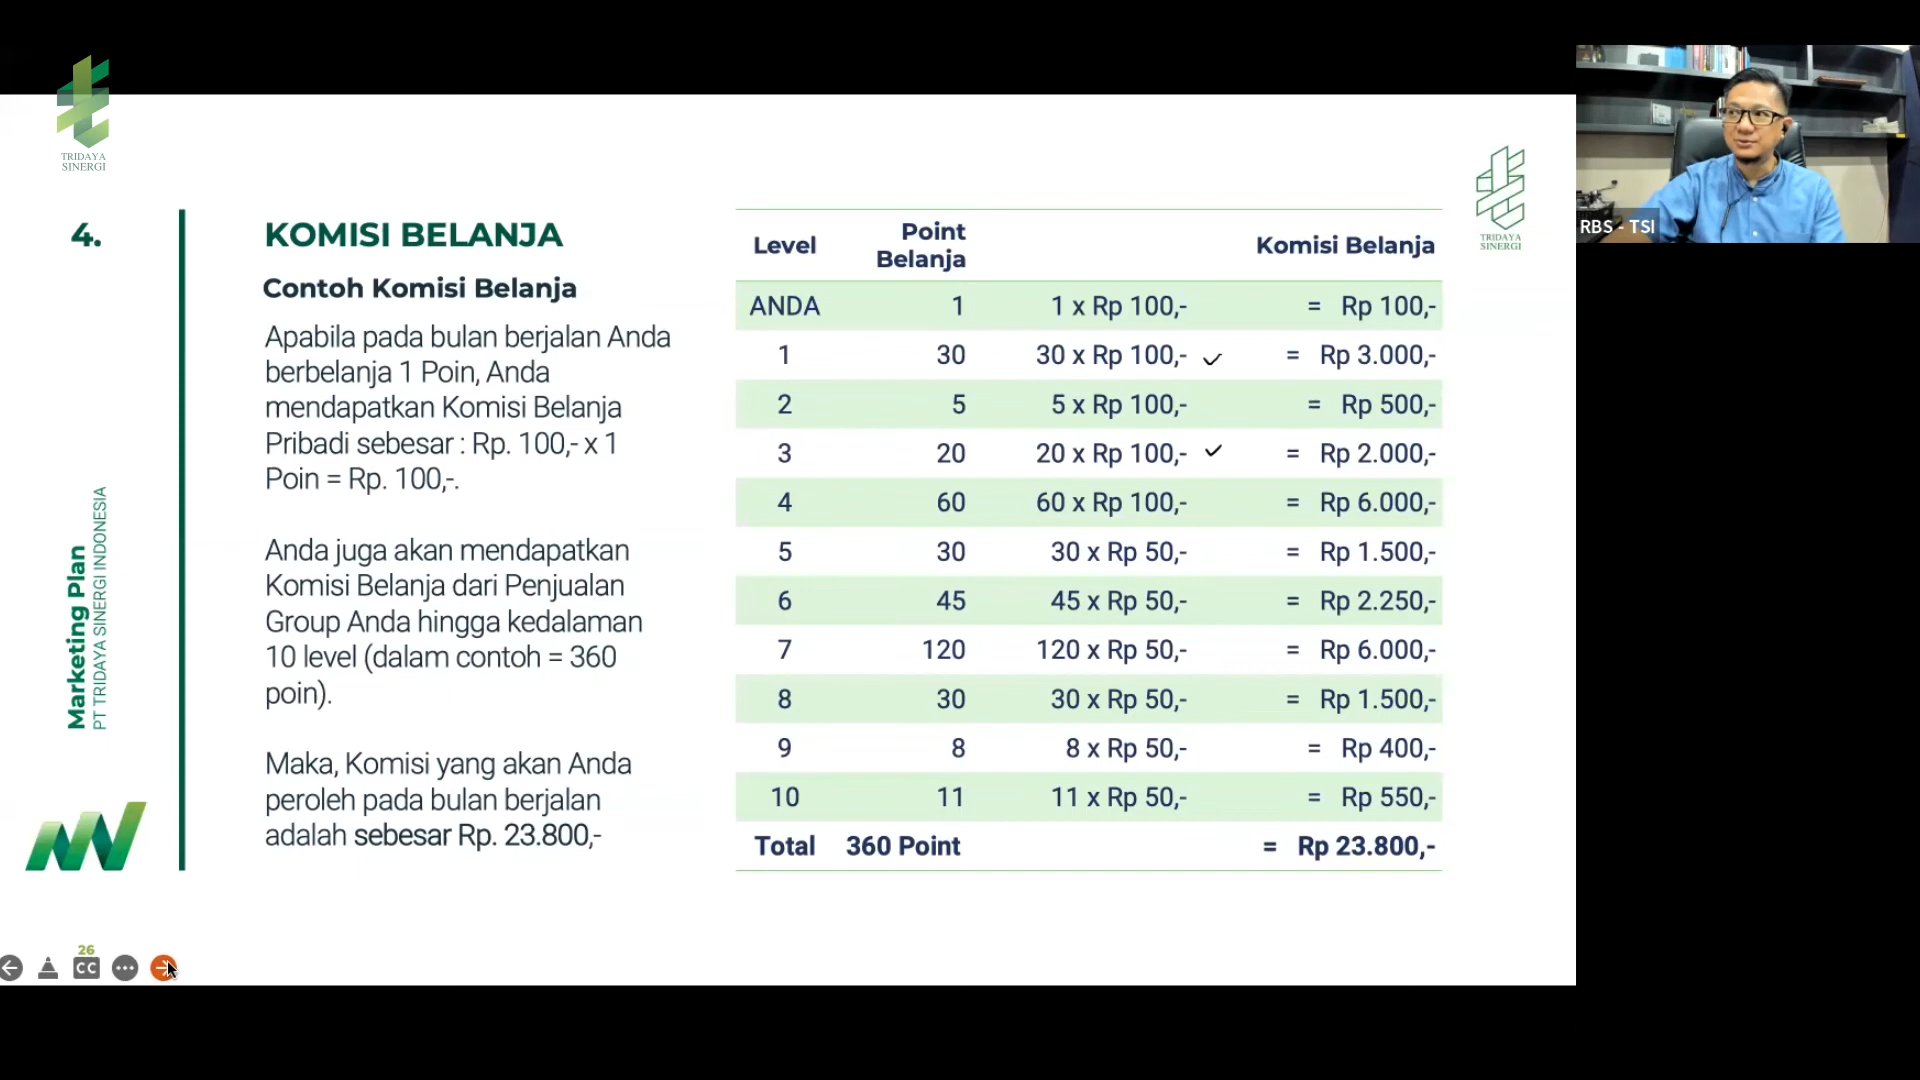 TRIDAYA
SINERGI
4.
Marketing Plan
PT TRIDAYA SINERGI INDONESIA
KOMISI BELANJA
Contoh Komisi Belanja
Apabila pada bulan berjalan Anda
berbelanja 1 Poin, Anda
mendapatkan Komisi Belanja
Pribadi sebesar : Rp. 100,- x 1
Poin = Rp. 100,-.
Anda juga akan mendapatkan
Komisi Belanja dari Penjualan
Group Anda hingga kedalaman
10 level (dalam contoh = 360
poin).
Maka, Komisi yang akan Anda
peroleh pada bulan berjalan
adalah sebesar Rp. 23.800,-
Level Point Belanja Komisi Belanja
ANDA 1 1 x Rp 100,- = Rp 100,-
1 30 30 x Rp 100,- = Rp 3.000,-
2 5 5 x Rp 100,- = Rp 500,-
3 20 20 x Rp 100,- = Rp 2.000,-
4 60 60 x Rp 100,- = Rp 6.000,-
5 30 30 x Rp 50,- = Rp 1.500,-
6 45 45 x Rp 50,- = Rp 2.250,-
7 120 120 x Rp 50,- = Rp 6.000,-
8 30 30 x Rp 50,- = Rp 1.500,-
9 8 8 x Rp 50,- = Rp 400,-
10 11 11 x Rp 50,- = Rp 550,-
Total 360 Point = Rp 23.800,-
TRIDAYA
SINERGI
RBS - TSI
26
CC